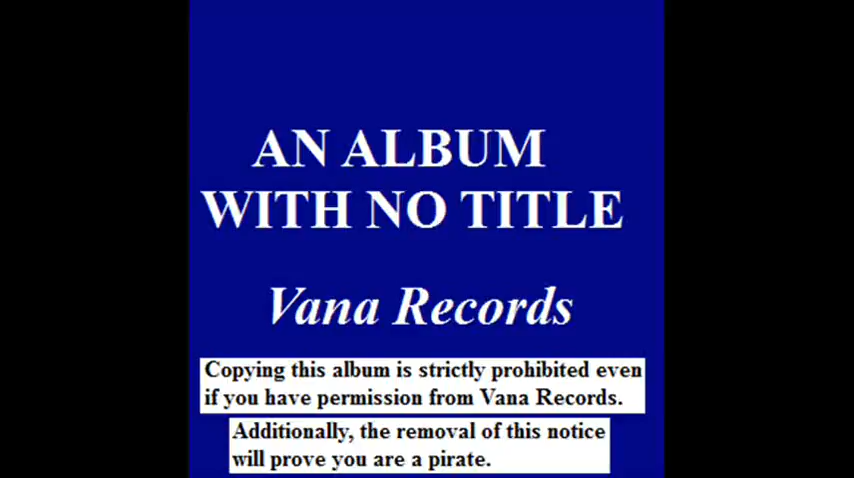 AN ALBUM
WITH NO TITLE
Vana Records
Copying this album is strictly prohibited even
if you have permission from Vana Records.
Additionally, the removal of this notice
will prove you are a pirate.